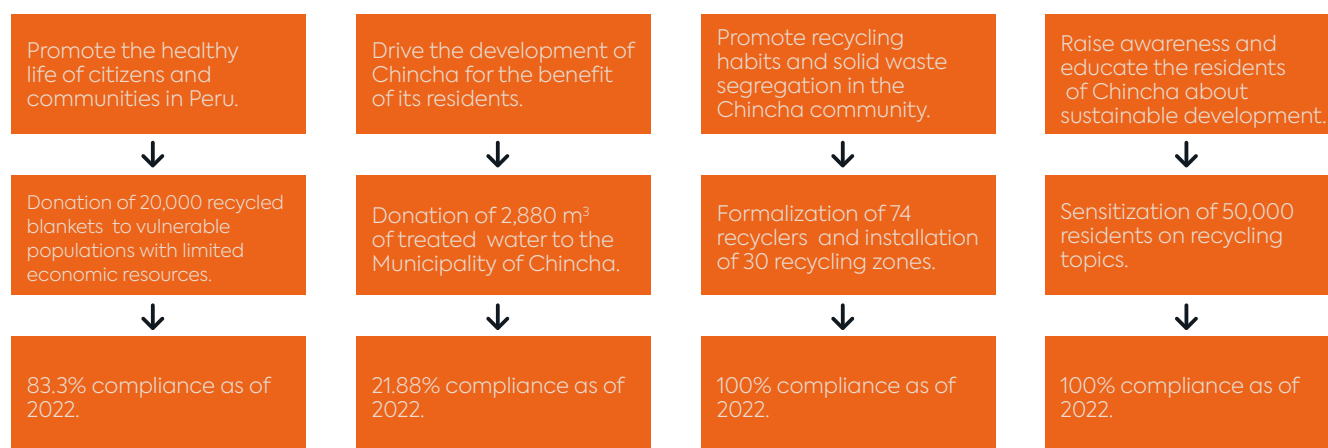 Promote the healthy
life of citizens and
communities in Peru.
Donation of 20,000 recycled
blankets to vulnerable
populations with limited
economic resources.
83.3% compliance as of
2022.
Drive the development of
Chincha for the benefit
of its residents.
Donation of 2,880 m³
of treated water to the
Municipality of Chincha.
21.88% compliance as of
2022.
Promote recycling
habits and solid waste
segregation in the
Chincha community.
Formalization of 74
recyclers and installation
of 30 recycling zones.
100% compliance as of
2022.
Raise awareness and
educate the residents
of Chincha about
sustainable development.
Sensitization of 50,000
residents on recycling
topics.
100% compliance as of
2022.